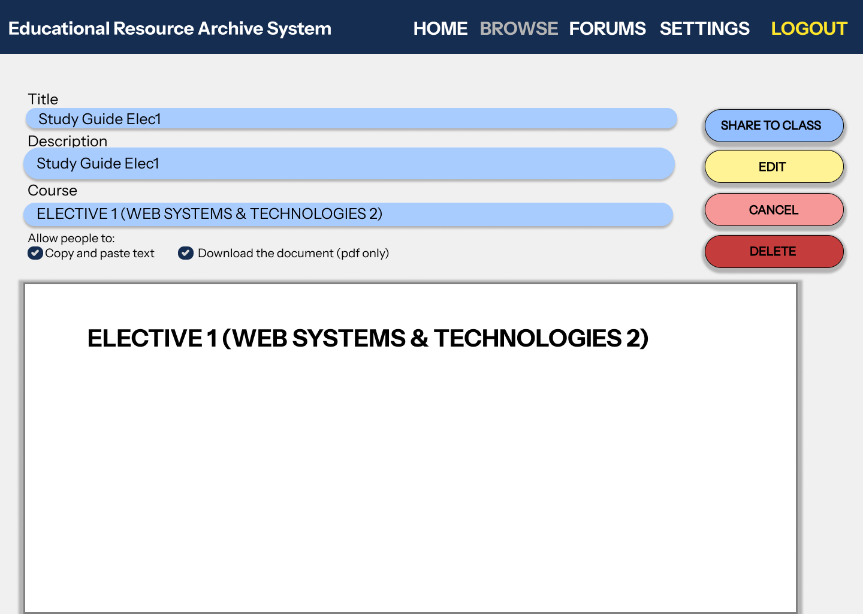 Educational Resource Archive System HOME BROWSE FORUMS SETTINGS LOGOUT
Title
Study Guide Elec1
Description
Study Guide Elec1
Course
ELECTIVE 1 (WEB SYSTEMS & TECHNOLOGIES 2)
Allow people to:
Copy and paste text Download the document (pdf only)
SHARE TO CLASS
EDIT
CANCEL
DELETE
ELECTIVE 1 (WEB SYSTEMS & TECHNOLOGIES 2)